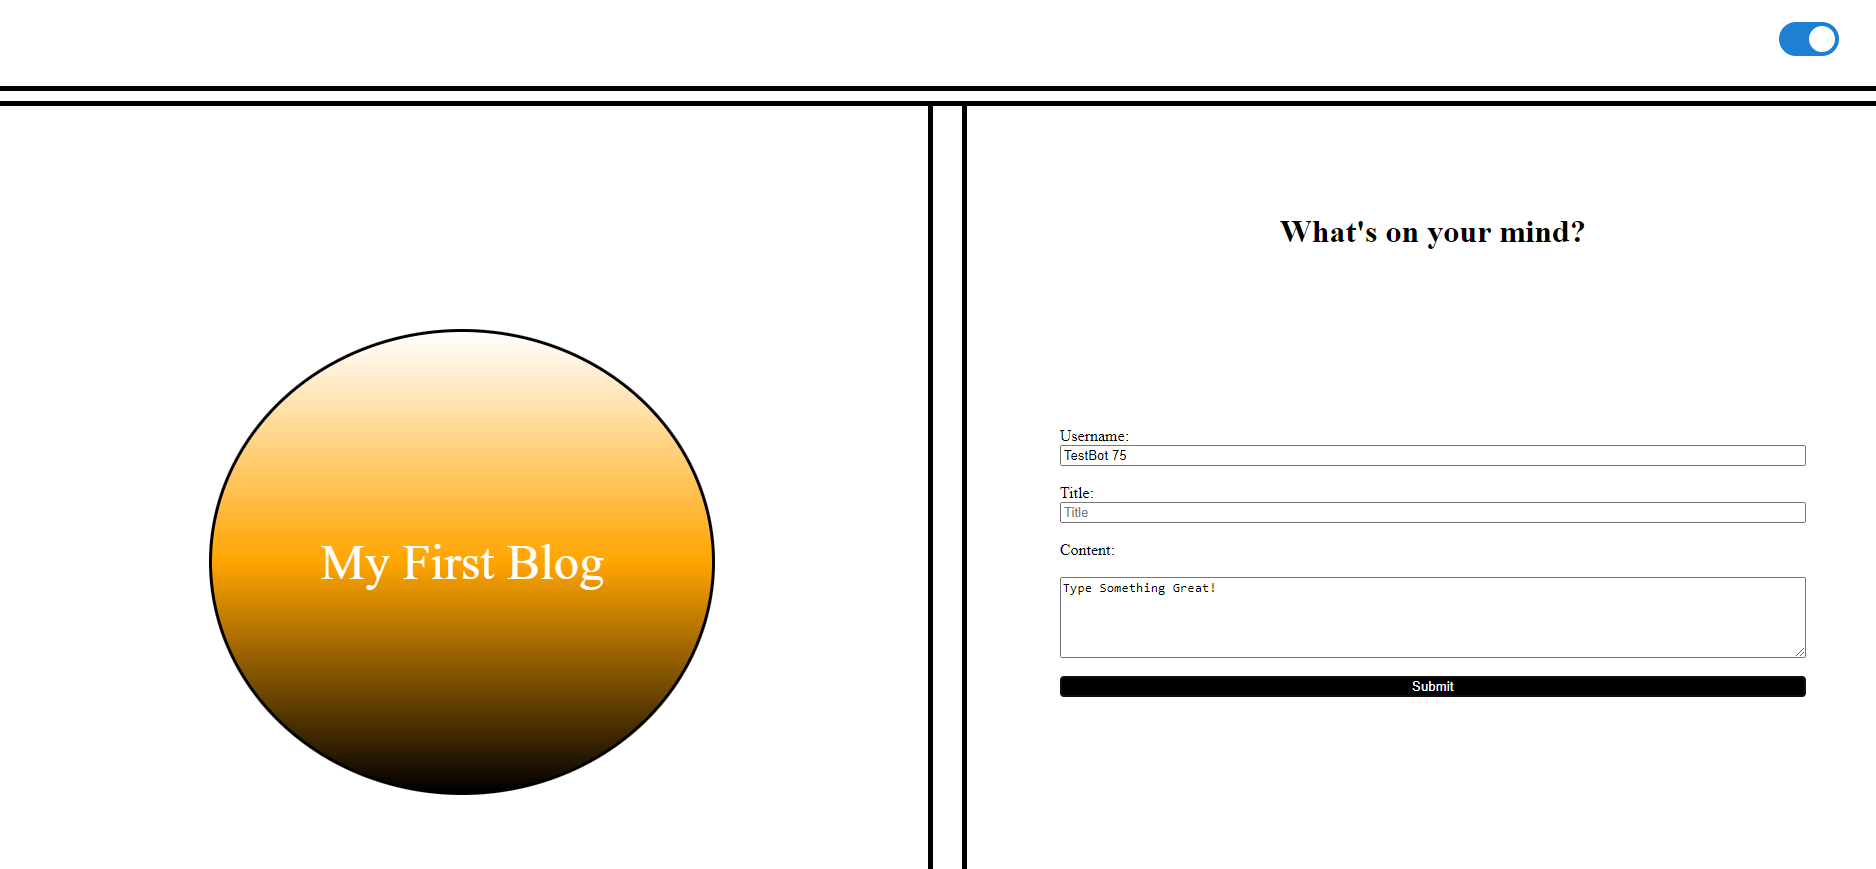 My First Blog
What's on your mind?
Username:
TestBot 75
Title:
Title
Content:
Type Something Great!
Submit